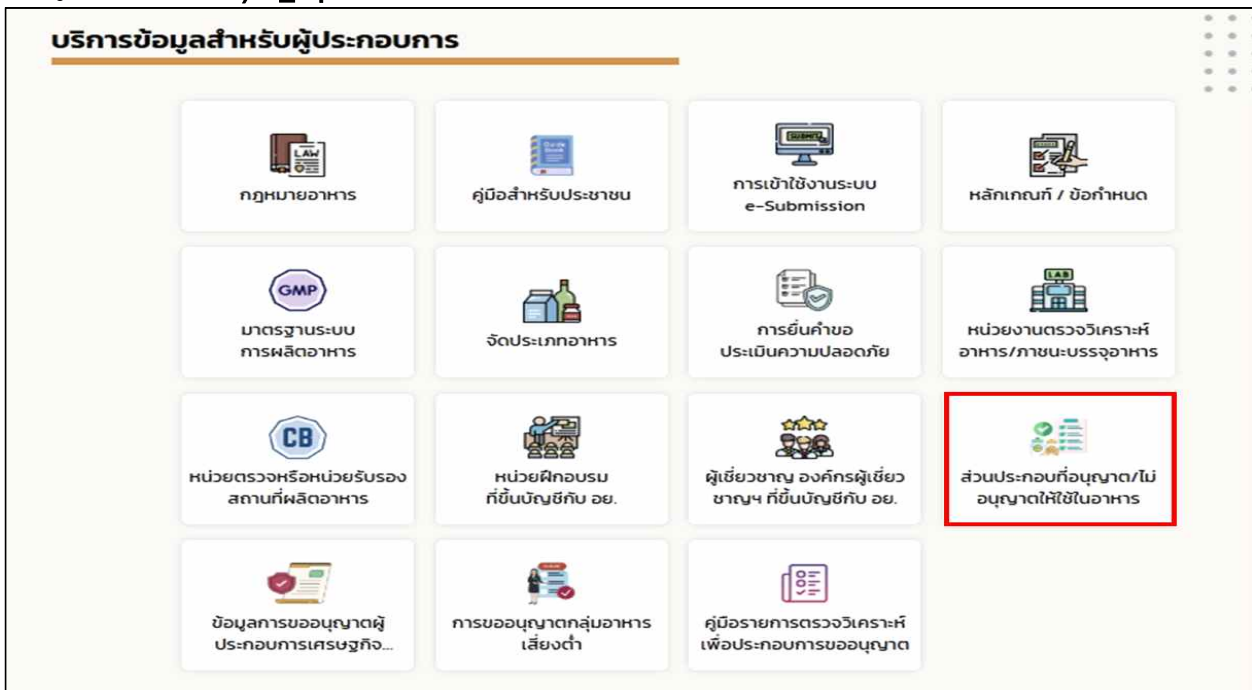 บริการข้อมูลสำหรับผู้ประกอบการ
LAW
กฎหมายอาหาร
คู่มือสำหรับประชาชน
SUBMIT
การเข้าใช้งานระบบ
e-Submission
หลักเกณฑ์ / ข้อกำหนด
GMP
มาตรฐานระบบ
การผลิตอาหาร
จัดประเภทอาหาร
การยื่นคำขอ
ประเมินความปลอดภัย
LAB
หน่วยงานตรวจวิเคราะห์
อาหาร/ภาชนะบรรจุอาหาร
CB
หน่วยตรวจหรือหน่วยรับรอง
สถานที่ผลิตอาหาร
หน่วยฝึกอบรม
ที่ขึ้นบัญชีกับ อย.
ผู้เชี่ยวชาญ องค์กรผู้เชี่ยว
ชาญฯ ที่ขึ้นบัญชีกับ อย.
ส่วนประกอบที่อนุญาต/ไม่
อนุญาตให้ใช้ในอาหาร
ข้อมูลการขออนุญาตผู้
ประกอบการเศรษฐกิจ...
การขออนุญาตกลุ่มอาหาร
เสี่ยงต่ำ
คู่มือรายการตรวจวิเคราะห์
เพื่อประกอบการขออนุญาต